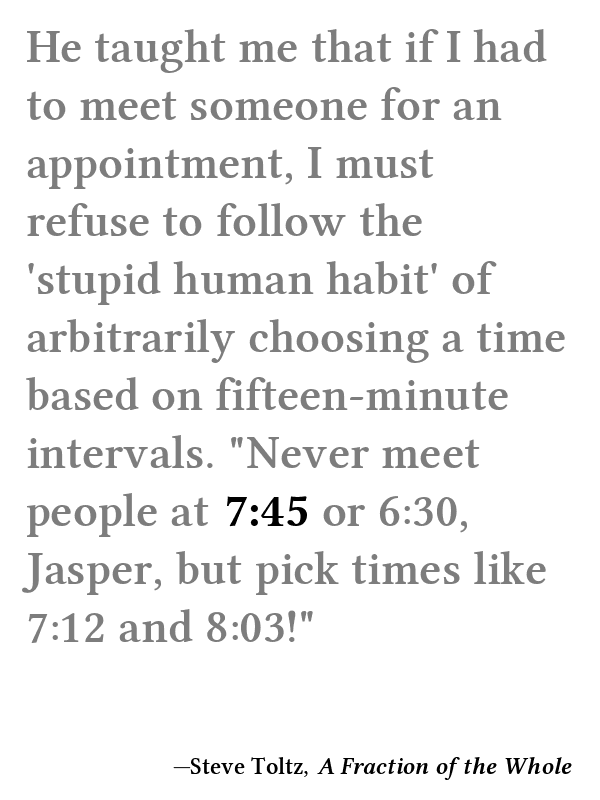 He taught me that if I had
to meet someone for an
appointment, I must
refuse to follow the
'stupid human habit' of
arbitrarily choosing a time
based on fifteen-minute
intervals. "Never meet
people at 7:45 or 6:30,
Jasper, but pick times like
7:12 and 8:03!"
—Steve Toltz, A Fraction of the Whole